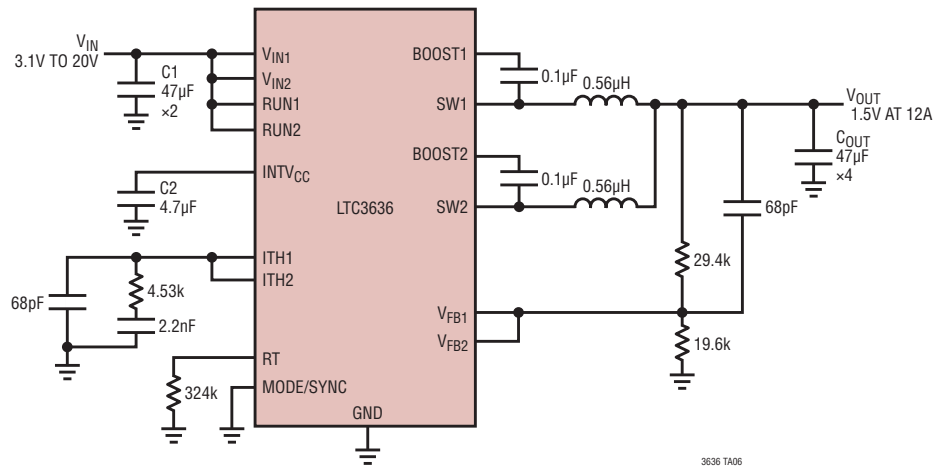 VIN
3.1V TO 20V
C1
47µF
×2
C2
4.7µF
68pF
4.53k
2.2nF
324k
VIN1
VIN2
RUN1
RUN2
INTVCC
ITH1
ITH2
RT
MODE/SYNC
LTC3636
GND
BOOST1
SW1
BOOST2
SW2
VFB1
VFB2
0.1µF
0.56µH
0.1µF
0.56µH
29.4k
19.6k
68pF
VOUT
1.5V AT 12A
COUT
47µF
×4
3636 TA06